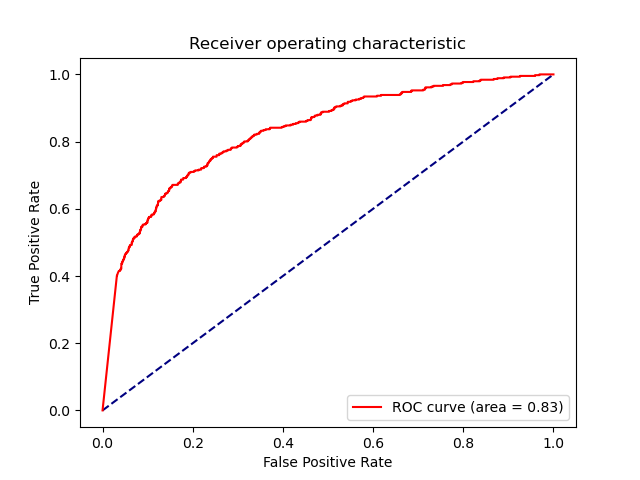 Receiver operating characteristic
1.0
0.8
0.6
0.4
0.2
0.0
True Positive Rate
ROC curve (area = 0.83)
0.0 0.2 0.4 0.6 0.8 1.0
False Positive Rate